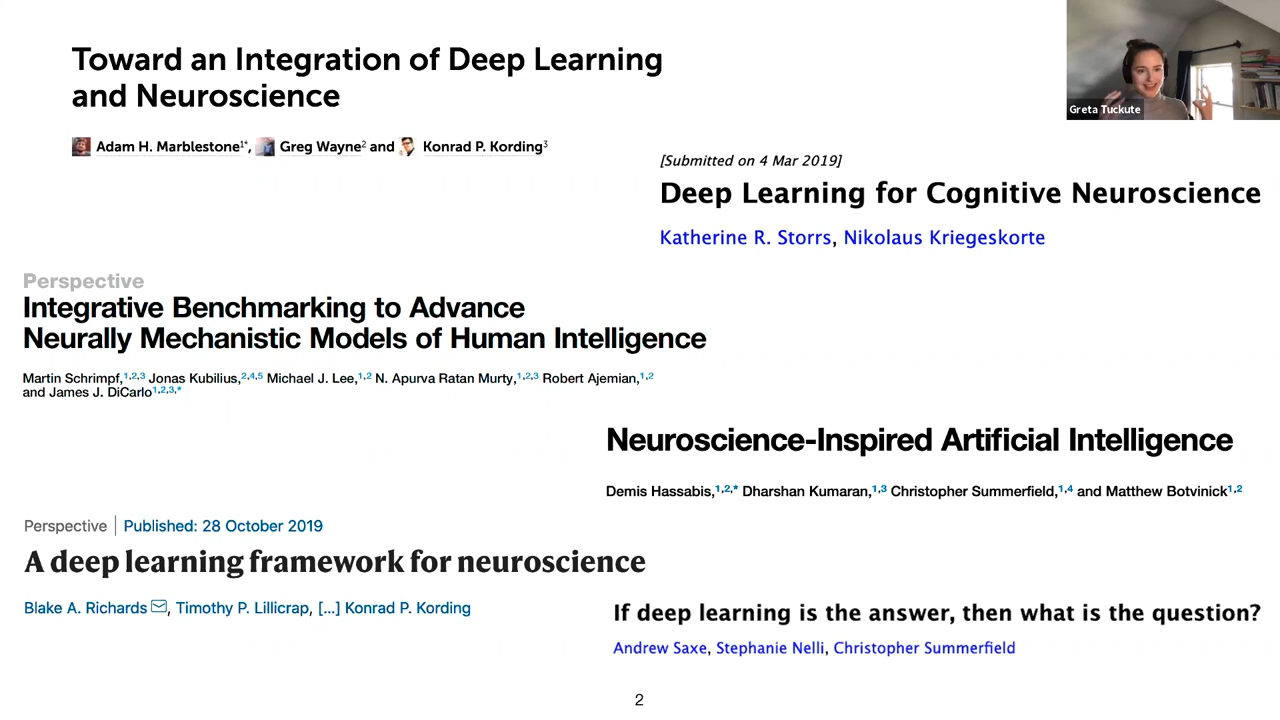 Toward an Integration of Deep Learning
and Neuroscience
Adam H. Marblestone1*, Greg Wayne2 and Konrad P. Kording3
Greta Tuckute
[Submitted on 4 Mar 2019]
Deep Learning for Cognitive Neuroscience
Katherine R. Storrs, Nikolaus Kriegeskorte
Perspective
Integrative Benchmarking to Advance
Neurally Mechanistic Models of Human Intelligence
Martin Schrimpf,1,2,3 Jonas Kubilius,2,4,5 Michael J. Lee,1,2 N. Apurva Ratan Murty,1,2,3 Robert Ajemian,1,2
and James J. DiCarlo1,2,3,*
Neuroscience-Inspired Artificial Intelligence
Demis Hassabis,1,2,* Dharshan Kumaran,1,3 Christopher Summerfield,1,4 and Matthew Botvinick1,2
Perspective | Published: 28 October 2019
A deep learning framework for neuroscience
Blake A. Richards, Timothy P. Lillicrap, [...] Konrad P. Kording
If deep learning is the answer, then what is the question?
Andrew Saxe, Stephanie Nelli, Christopher Summerfield
2